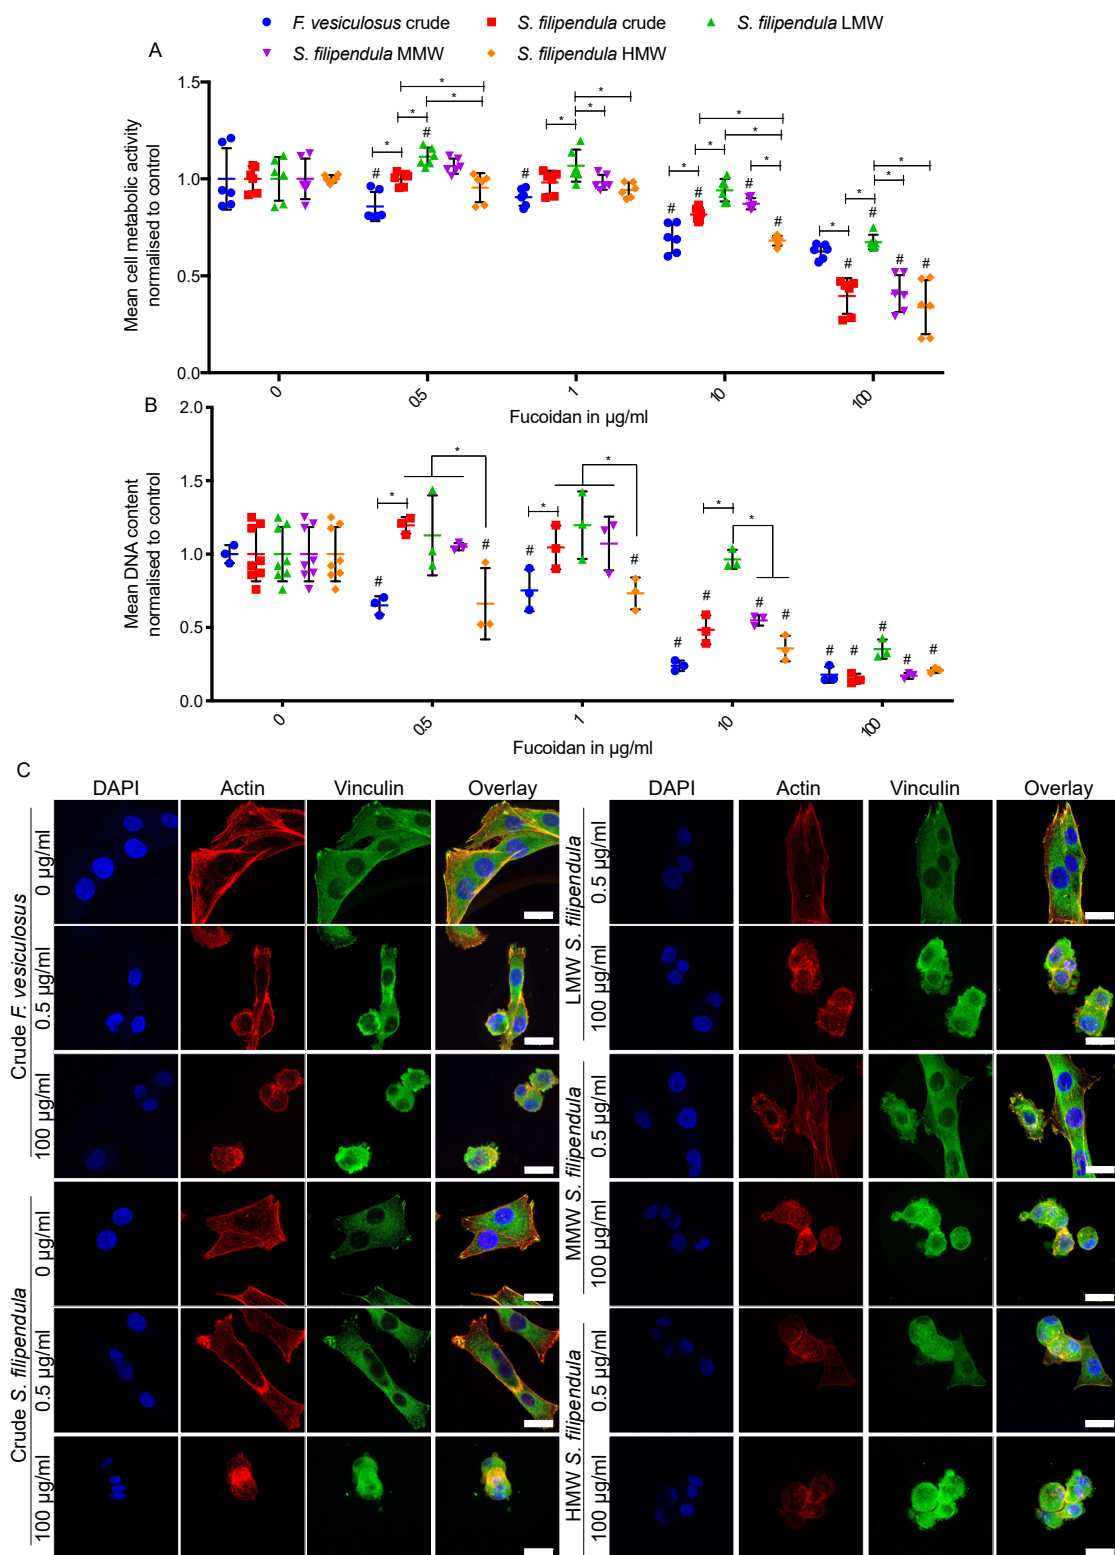 F. vesiculosus crude S. filipendula crude S. filipendula LMW
S. filipendula MMW S. filipendula HMW
A
Mean cell metabolic activity
normalised to control
1.5
1.0
0.5
0.0
* * * * # # * * * * # # * * * * * # # # # * * * * # # # #
0 0.5 1 10 100
Fucoidan in µg/ml
B
Mean DNA content
normalised to control
2.0
1.5
1.0
0.5
0.0
* * # # * * # # * * # # # # # # # # #
0 0.5 1 10 100
Fucoidan in µg/ml
C
DAPI Actin Vinculin Overlay DAPI Actin Vinculin Overlay
Crude F. vesiculosus
0 µg/ml
0.5 µg/ml
100 µg/ml
Crude S. filipendula
0 µg/ml
0.5 µg/ml
100 µg/ml
LMW S. filipendula
0.5 µg/ml
100 µg/ml
MMW S. filipendula
0.5 µg/ml
100 µg/ml
HMW S. filipendula
0.5 µg/ml
100 µg/ml